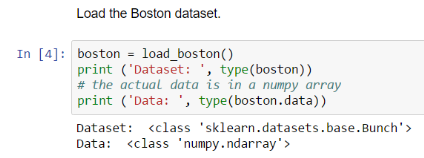 Load the Boston dataset.
In [4]: boston = load_boston()
print ('Dataset: ', type(boston))
# the actual data is in a numpy array
print ('Data: ', type(boston.data))
Dataset:  <class 'sklearn.datasets.base.Bunch'>
Data:  <class 'numpy.ndarray'>